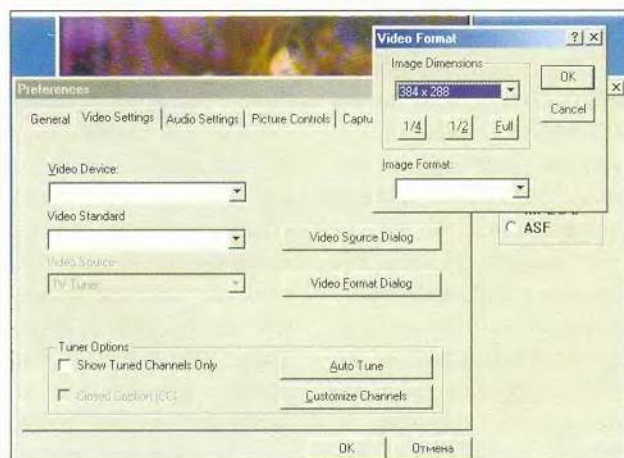 Video Format
Image Dimensions
384 x 288
OK
Cancel
1/4 1/2 Full
Image Format:
Preferences
General Video Settings Audio Settings Picture Controls Captu
Video Device:
Video Standard
Video Source Dialog
Video Source
TV Tuner
Video Format Dialog
ASF
Tuner Options
Show Tuned Channels Only
Auto Tune
Closed Caption (CC)
Customize Channels
OK Отмена